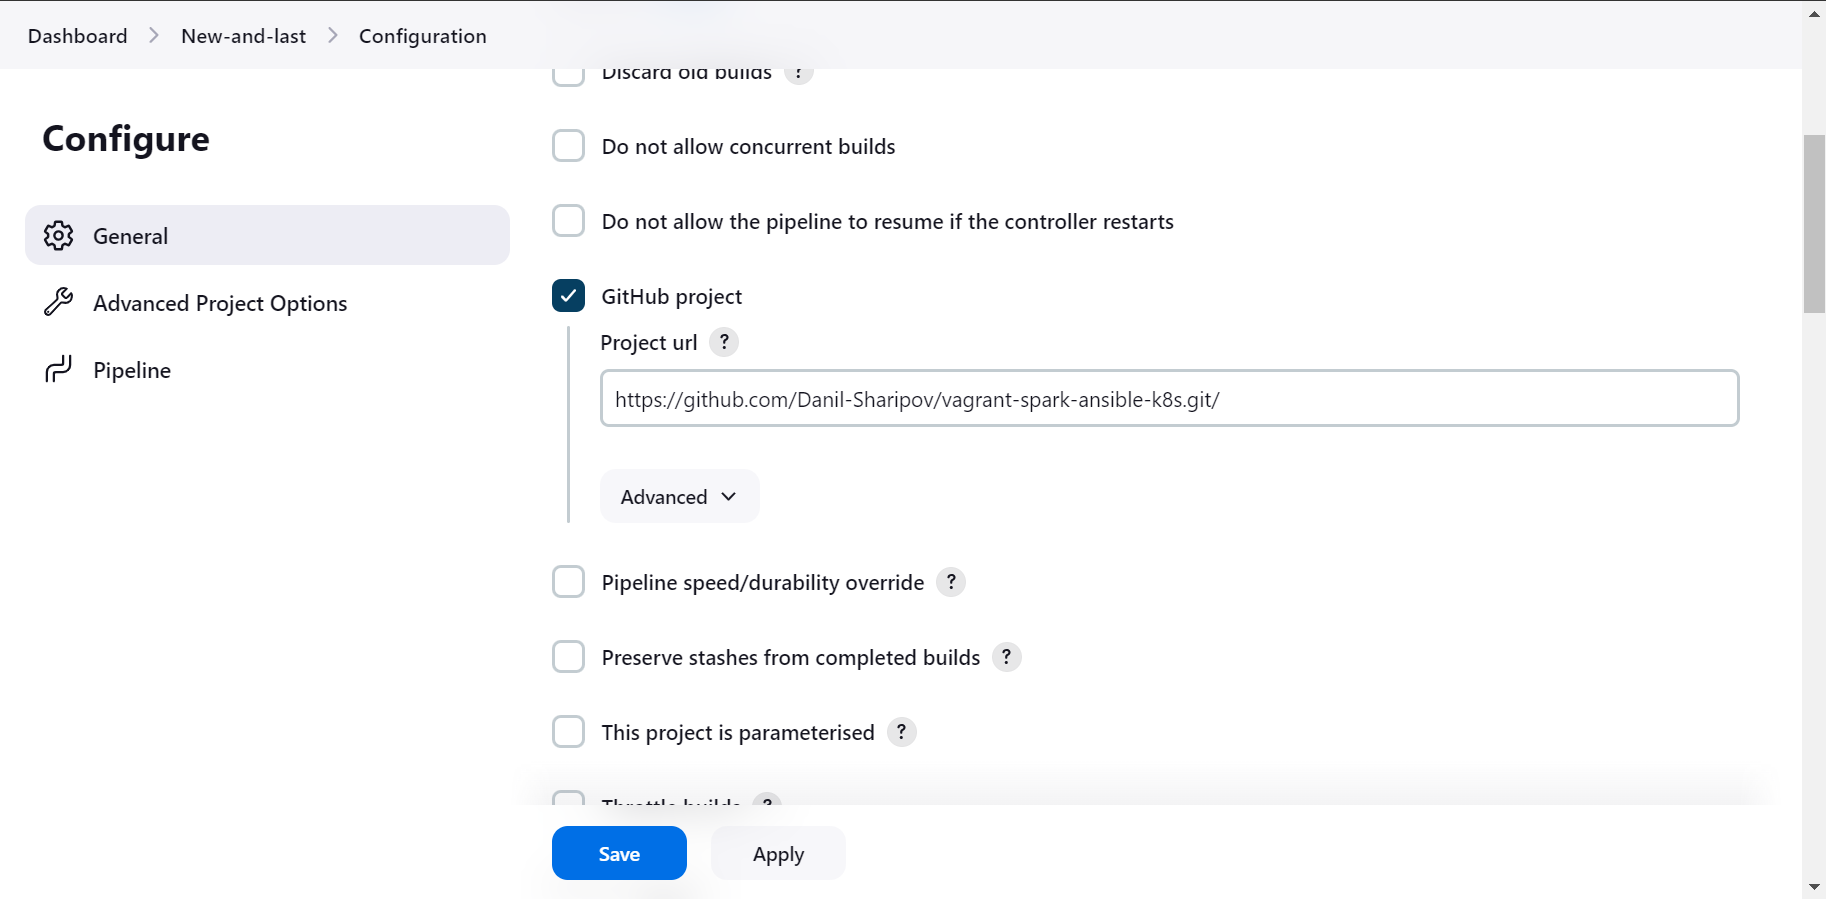 Dashboard > New-and-last > Configuration
Configure
General
Advanced Project Options
Pipeline
Discard old builds ?
Do not allow concurrent builds
Do not allow the pipeline to resume if the controller restarts
GitHub project
Project url ?
https://github.com/Danil-Sharipov/vagrant-spark-ansible-k8s.git/
Advanced
Pipeline speed/durability override ?
Preserve stashes from completed builds ?
This project is parameterised ?
Throttle builds ?
Save
Apply